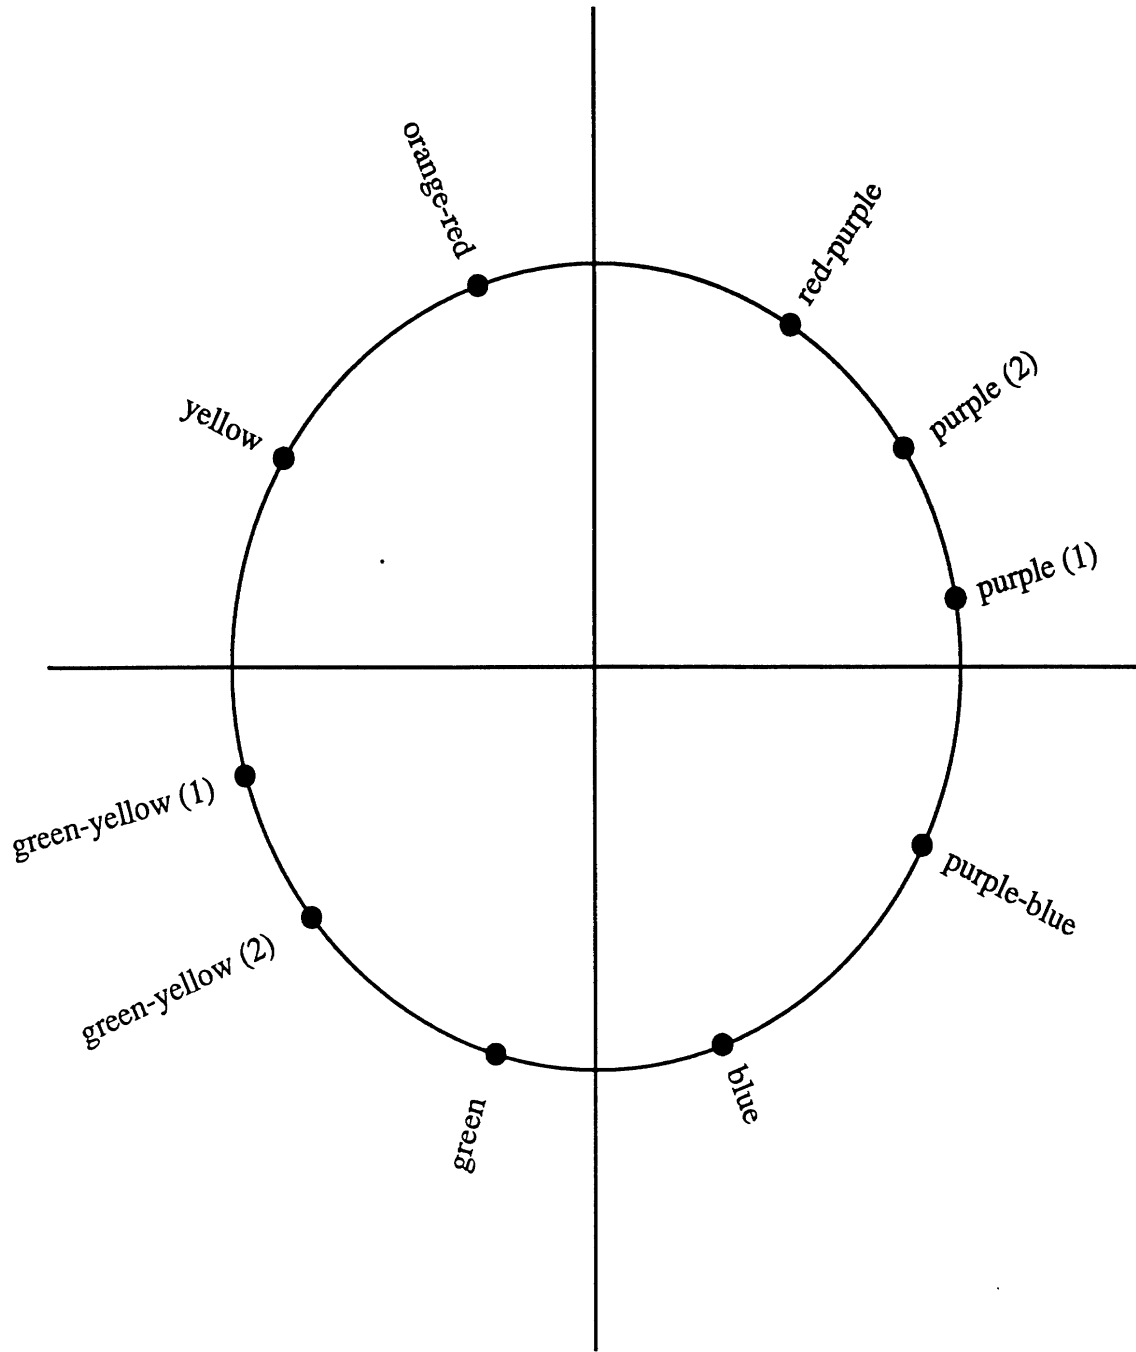 orange-red
red-purple
purple (2)
yellow
purple (1)
green-yellow (1)
purple-blue
green-yellow (2)
blue
green